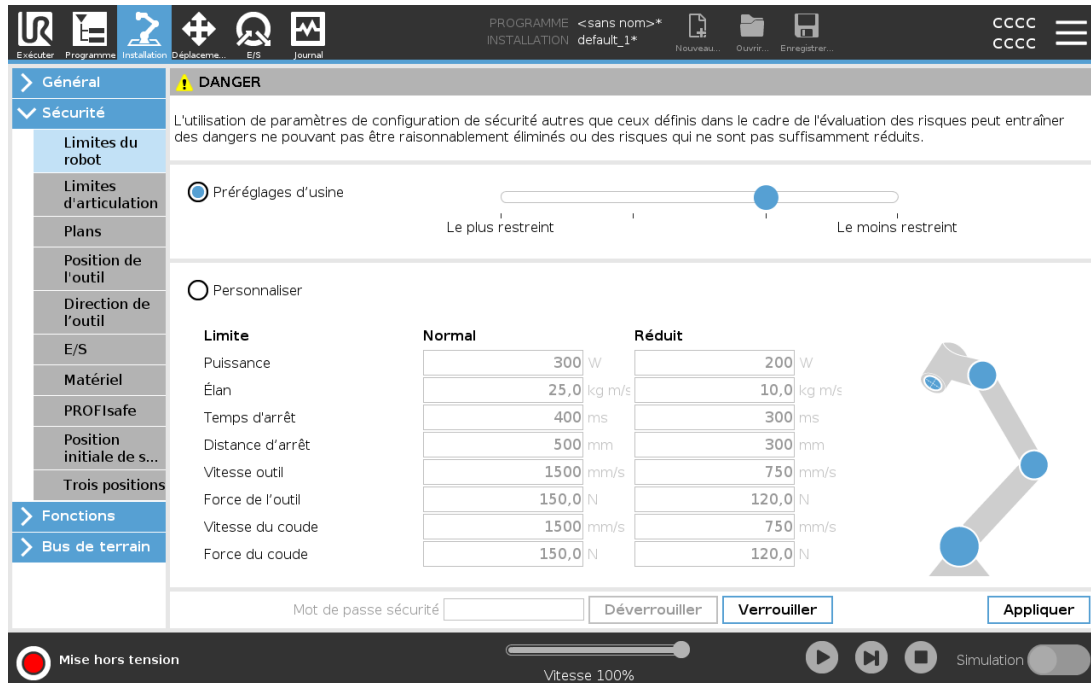 PROGRAMME <sans nom>*
INSTALLATION default_1*
Exécuter
Programme
Installation
Déplaceme...
E/S
Journal
Nouveau...
Ouvrir...
Enregistrer...
CCCC
CCCC
Général
Sécurité
Limites du
robot
Limites
d'articulation
Plans
Position de
l'outil
Direction de
l’outil
E/S
Matériel
PROFIsafe
Position
initiale de s...
Trois positions
Fonctions
Bus de terrain
DANGER
L'utilisation de paramètres de configuration de sécurité autres que ceux définis dans le cadre de l'évaluation des risques peut entraîner
des dangers ne pouvant pas être raisonnablement éliminés ou des risques qui ne sont pas suffisamment réduits.
Préréglages d’usine
Le plus restreint
Le moins restreint
Personnaliser
Limite Normal Réduit
Puissance 300 W 200 W
Élan 25,0 kg m/s 10,0 kg m/s
Temps d'arrêt 400 ms 300 ms
Distance d’arrêt 500 mm 300 mm
Vitesse outil 1500 mm/s 750 mm/s
Force de l’outil 150,0 N 120,0 N
Vitesse du coude 1500 mm/s 750 mm/s
Force du coude 150,0 N 120,0 N
Mot de passe sécurité Déverrouiller Verrouiller Appliquer
Mise hors tension
Vitesse 100%
Simulation